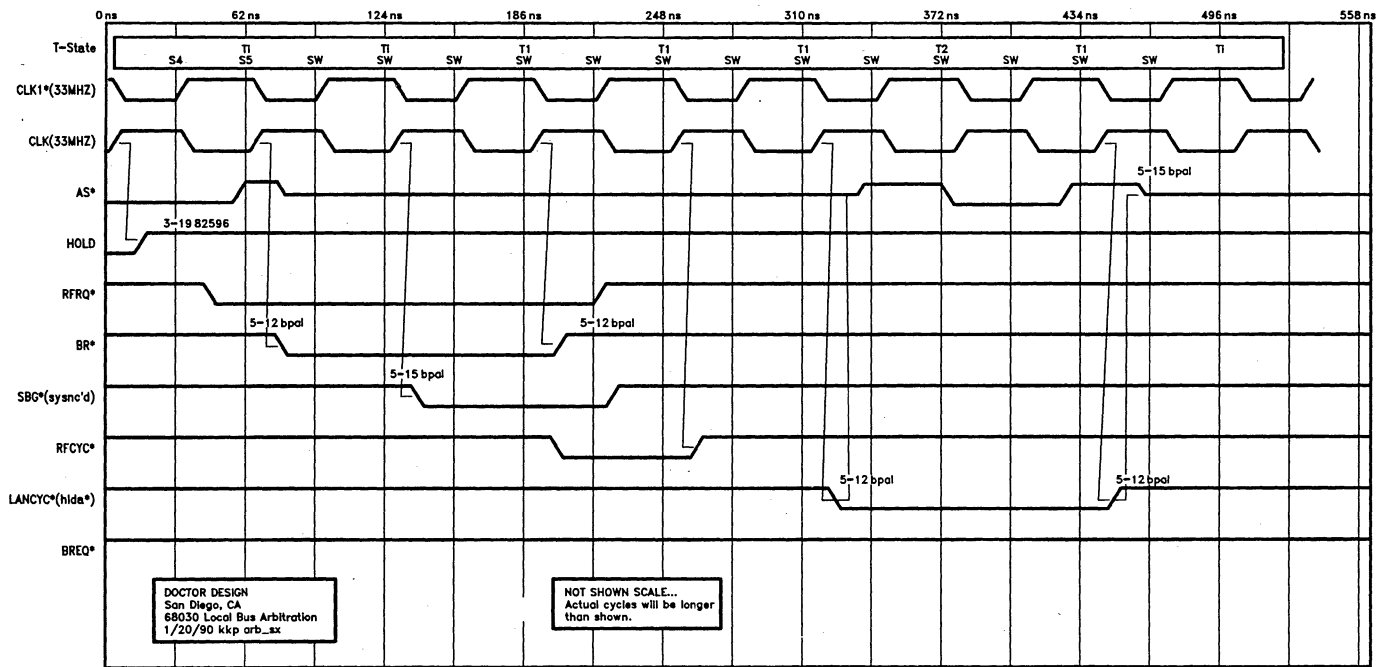 0 ns 62 ns 124 ns 186 ns 248 ns 310 ns 372 ns 434 ns 496 ns 558 ns
T-State
TI TI T1 T1 T1 T2 T1 TI
S4 S5 SW SW SW SW SW SW SW SW SW SW SW SW SW
CLK1*(33MHZ)
CLK(33MHZ)
5-15 bpal
AS*
3-19 82596
HOLD
RFRQ*
5-12 bpal 5-12 bpal
BR*
5-15 bpal
SBG*(sysnc'd)
RFCYC*
5-12 bpal 5-12 bpal
LANCYC*(hlda*)
BREQ*
DOCTOR DESIGN
San Diego, CA
68030 Local Bus Arbitration
1/20/90 kkp arb_sx
NOT SHOWN SCALE...
Actual cycles will be longer
than shown.